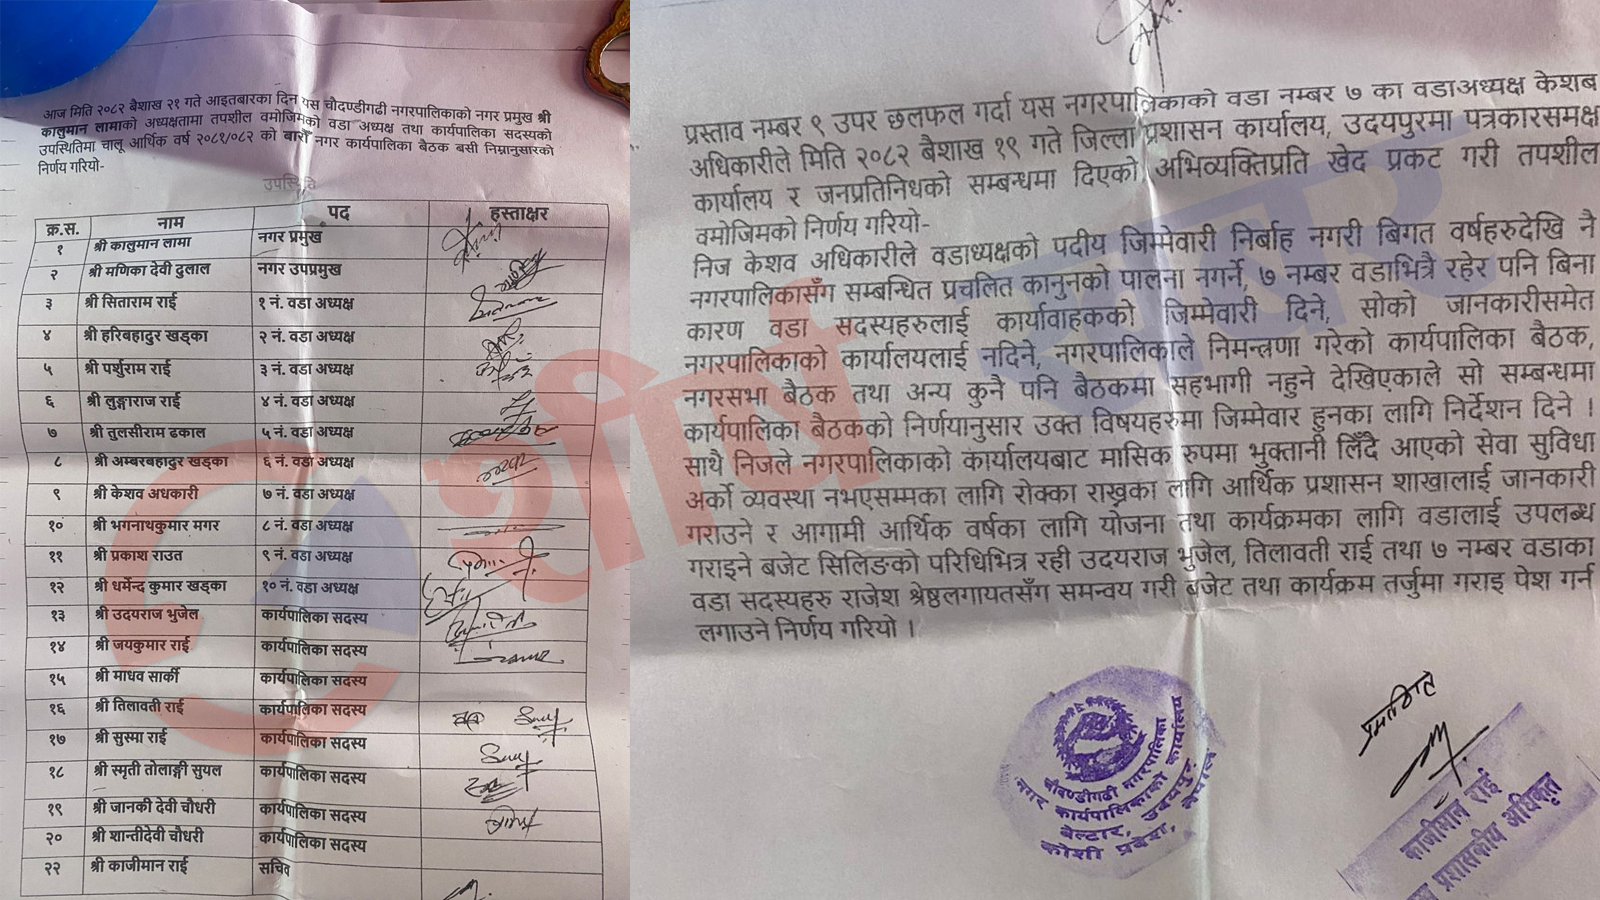 आज मिति २०८२ बैशाख २१ गते आइतबारका दिन यस चौदण्डीगढी नगरपालिकाको नगर प्रमुख श्री
कालुमान लामाको अध्यक्षतामा तपशील वमोजिमको वडा अध्यक्ष तथा कार्यपालिका सदस्यको
उपस्थितिमा चालू आर्थिक वर्ष २०८१/०८२ को बाह्रौं नगर कार्यपालिका बैठक बसी निम्नानुसारको
निर्णय गरियो-
उपस्थिति
क्र.स. नाम पद हस्ताक्षर
१ श्री कालुमान लामा नगर प्रमुख
२ श्री मणिका देवी दुलाल नगर उपप्रमुख
३ श्री सिताराम राई १ नं. वडा अध्यक्ष
४ श्री हरिबहादुर खड्का २ नं. वडा अध्यक्ष
५ श्री पर्शुराम राई ३ नं. वडा अध्यक्ष
६ श्री लुङ्गाराज राई ४ नं. वडा अध्यक्ष
७ श्री तुलसीराम ढकाल ५ नं. वडा अध्यक्ष
८ श्री अम्बरबहादुर खड्का ६ नं. वडा अध्यक्ष
९ श्री केशव अधकारी ७ नं. वडा अध्यक्ष
१० श्री भगनाथकुमार मगर ८ नं. वडा अध्यक्ष
११ श्री प्रकाश राउत ९ नं. वडा अध्यक्ष
१२ श्री धर्मेन्द कुमार खड्का १० नं. वडा अध्यक्ष
१३ श्री उदयराज भुजेल कार्यपालिका सदस्य
१४ श्री जयकुमार राई कार्यपालिका सदस्य
१५ श्री माधव सार्की कार्यपालिका सदस्य
१६ श्री तिलावती राई कार्यपालिका सदस्य
१७ श्री सुस्मा राई कार्यपालिका सदस्य
१८ श्री स्मृती तोलाङ्गी सुयल कार्यपालिका सदस्य
१९ श्री जानकी देवी चौधरी कार्यपालिका सदस्य
२० श्री शान्तीदेवी चौधरी कार्यपालिका सदस्य
२२ श्री काजीमान राई सचिव
प्रस्ताव नम्बर ९ उपर छलफल गर्दा यस नगरपालिकाको वडा नम्बर ७ का वडाअध्यक्ष केशब
अधिकारीले मिति २०८२ बैशाख १९ गते जिल्ला प्रशासन कार्यालय, उदयपुरमा पत्रकारसमक्ष
कार्यालय र जनप्रतिनिधको सम्बन्धमा दिएको अभिव्यक्तिप्रति खेद प्रकट गरी तपशील
वमोजिमको निर्णय गरियो-
निज केशव अधिकारीले वडाध्यक्षको पदीय जिम्मेवारी निर्बाह नगरी बिगत वर्षहरुदेखि नै
नगरपालिकासँग सम्बन्धित प्रचलित कानुनको पालना नगर्ने, ७ नम्बर वडाभित्रै रहेर पनि बिना
कारण वडा सदस्यहरुलाई कार्यावाहकको जिम्मेवारी दिने, सोको जानकारीसमेत
नगरपालिकाको कार्यालयलाई नदिने, नगरपालिकाले निमन्त्रणा गरेको कार्यपालिका बैठक,
नगरसभा बैठक तथा अन्य कुनै पनि बैठकमा सहभागी नहुने देखिएकाले सो सम्बन्धमा
कार्यपालिका बैठकको निर्णयानुसार उक्त विषयहरुमा जिम्मेवार हुनका लागि निर्देशन दिने ।
साथै निजले नगरपालिकाको कार्यालयबाट मासिक रुपमा भुक्तानी लिँदै आएको सेवा सुविधा
अर्को व्यवस्था नभएसम्मका लागि रोक्का राख्नका लागि आर्थिक प्रशासन शाखालाई जानकारी
गराउने र आगामी आर्थिक वर्षका लागि योजना तथा कार्यक्रमका लागि वडालाई उपलब्ध
गराइने बजेट सिलिङको परिधिभित्र रही उदयराज भुजेल, तिलावती राई तथा ७ नम्बर वडाका
वडा सदस्यहरु राजेश श्रेष्ठलगायतसँग समन्वय गरी बजेट तथा कार्यक्रम तर्जुमा गराइ पेश गर्न
लगाउने निर्णय गरियो ।
चौदण्डीगढी नगरपालिका
नगर कार्यपालिकाको कार्यालय
बेल्टार, उदयपुर
कोशी प्रदेश, नेपाल
प्रमाणित
काजीमान राई
प्रशासकीय अधिकृत
शीर्ष खबर